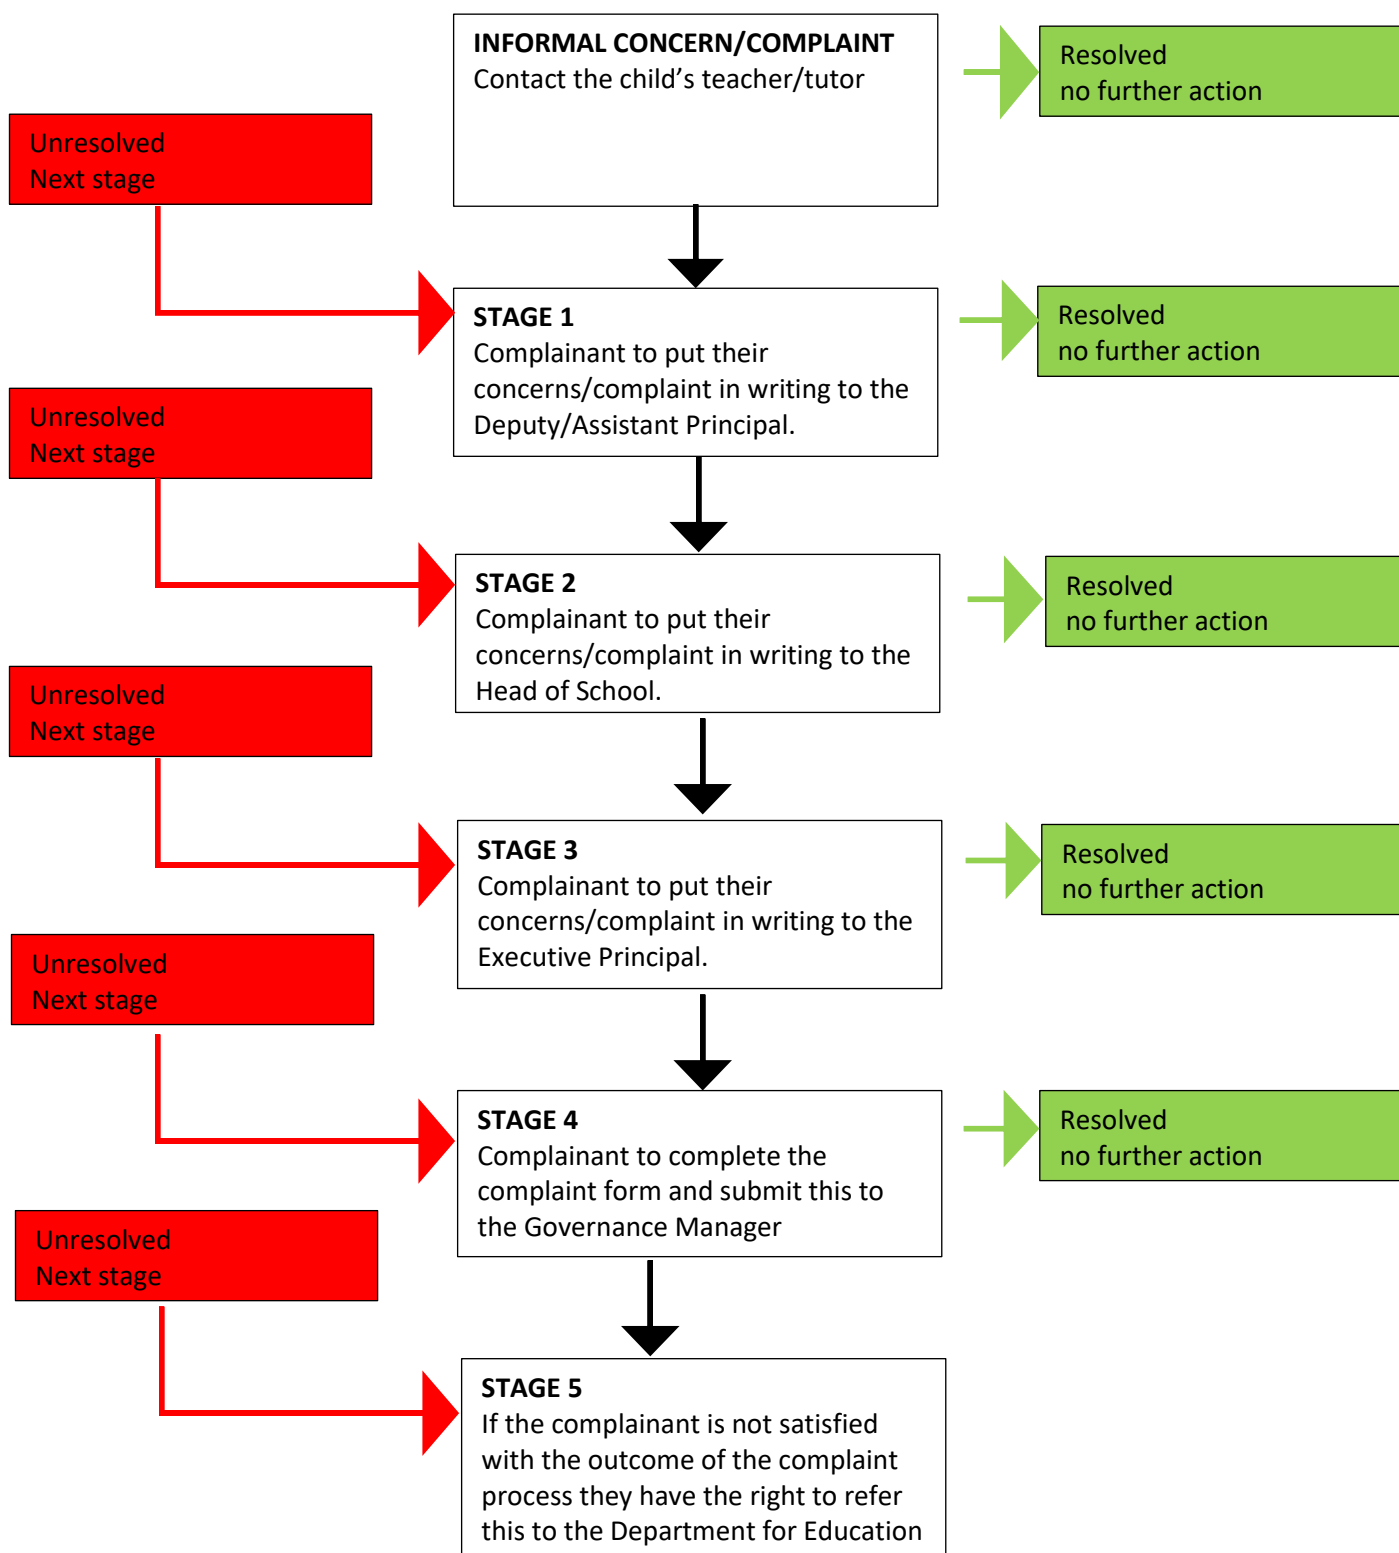 INFORMAL CONCERN/COMPLAINT
Contact the child’s teacher/tutor
Resolved
no further action
Unresolved
Next stage
STAGE 1
Complainant to put their
concerns/complaint in writing to the
Deputy/Assistant Principal.
Resolved
no further action
Unresolved
Next stage
STAGE 2
Complainant to put their
concerns/complaint in writing to the
Head of School.
Resolved
no further action
Unresolved
Next stage
STAGE 3
Complainant to put their
concerns/complaint in writing to the
Executive Principal.
Resolved
no further action
Unresolved
Next stage
STAGE 4
Complainant to complete the
complaint form and submit this to
the Governance Manager
Resolved
no further action
Unresolved
Next stage
STAGE 5
If the complainant is not satisfied
with the outcome of the complaint
process they have the right to refer
this to the Department for Education